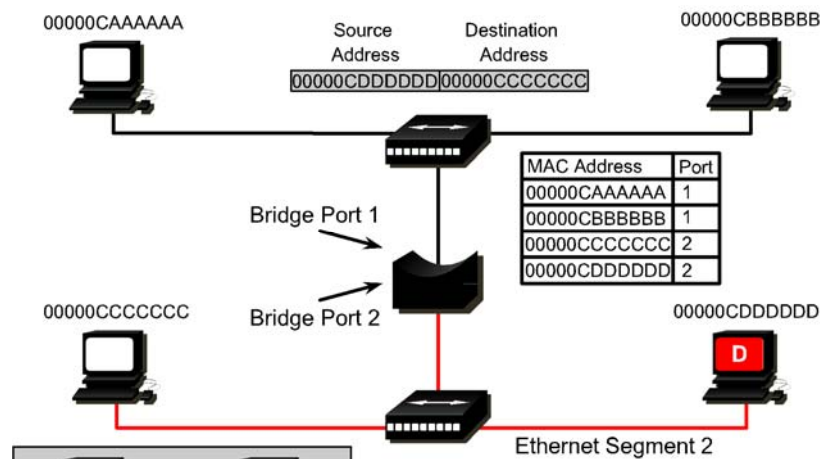 00000CAAAAAA
00000CBBBBBB
Source Address
Destination Address
00000CDDDDDD 00000CCCCCCC
MAC Address Port
00000CAAAAAA 1
00000CBBBBBB 1
00000CCCCCCC 2
00000CDDDDDD 2
Bridge Port 1
Bridge Port 2
00000CCCCCCC
00000CDDDDDD
D
Ethernet Segment 2